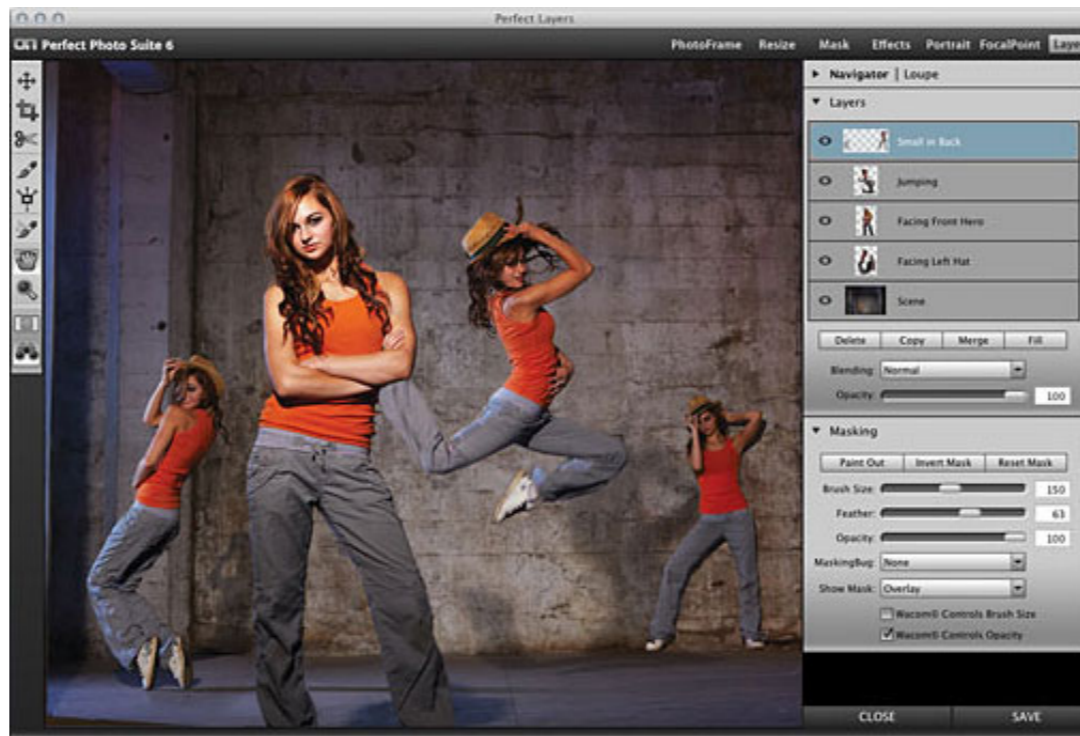 Perfect Layers
on1 Perfect Photo Suite 6
PhotoFrame Resize Mask Effects Portrait FocalPoint Laye
Navigator | Loupe
Layers
Small in Back
Jumping
Facing Front Hero
Facing Left Hat
Scene
Delete Copy Merge Fill
Blending: Normal
Opacity: 100
Masking
Paint Out Invert Mask Reset Mask
Brush Size: 150
Feather: 63
Opacity: 100
MaskingBug: None
Show Mask: Overlay
Wacom® Controls Brush Size
Wacom® Controls Opacity
CLOSE SAVE